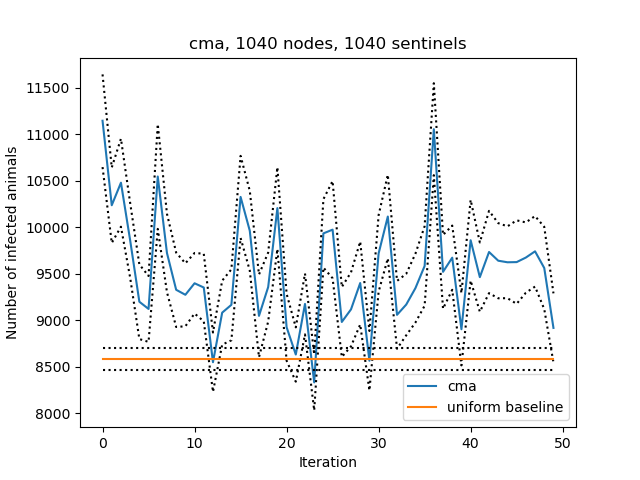 cma, 1040 nodes, 1040 sentinels
Number of infected animals
11500
11000
10500
10000
9500
9000
8500
8000
cma
uniform baseline
0
10
20
30
40
50
Iteration